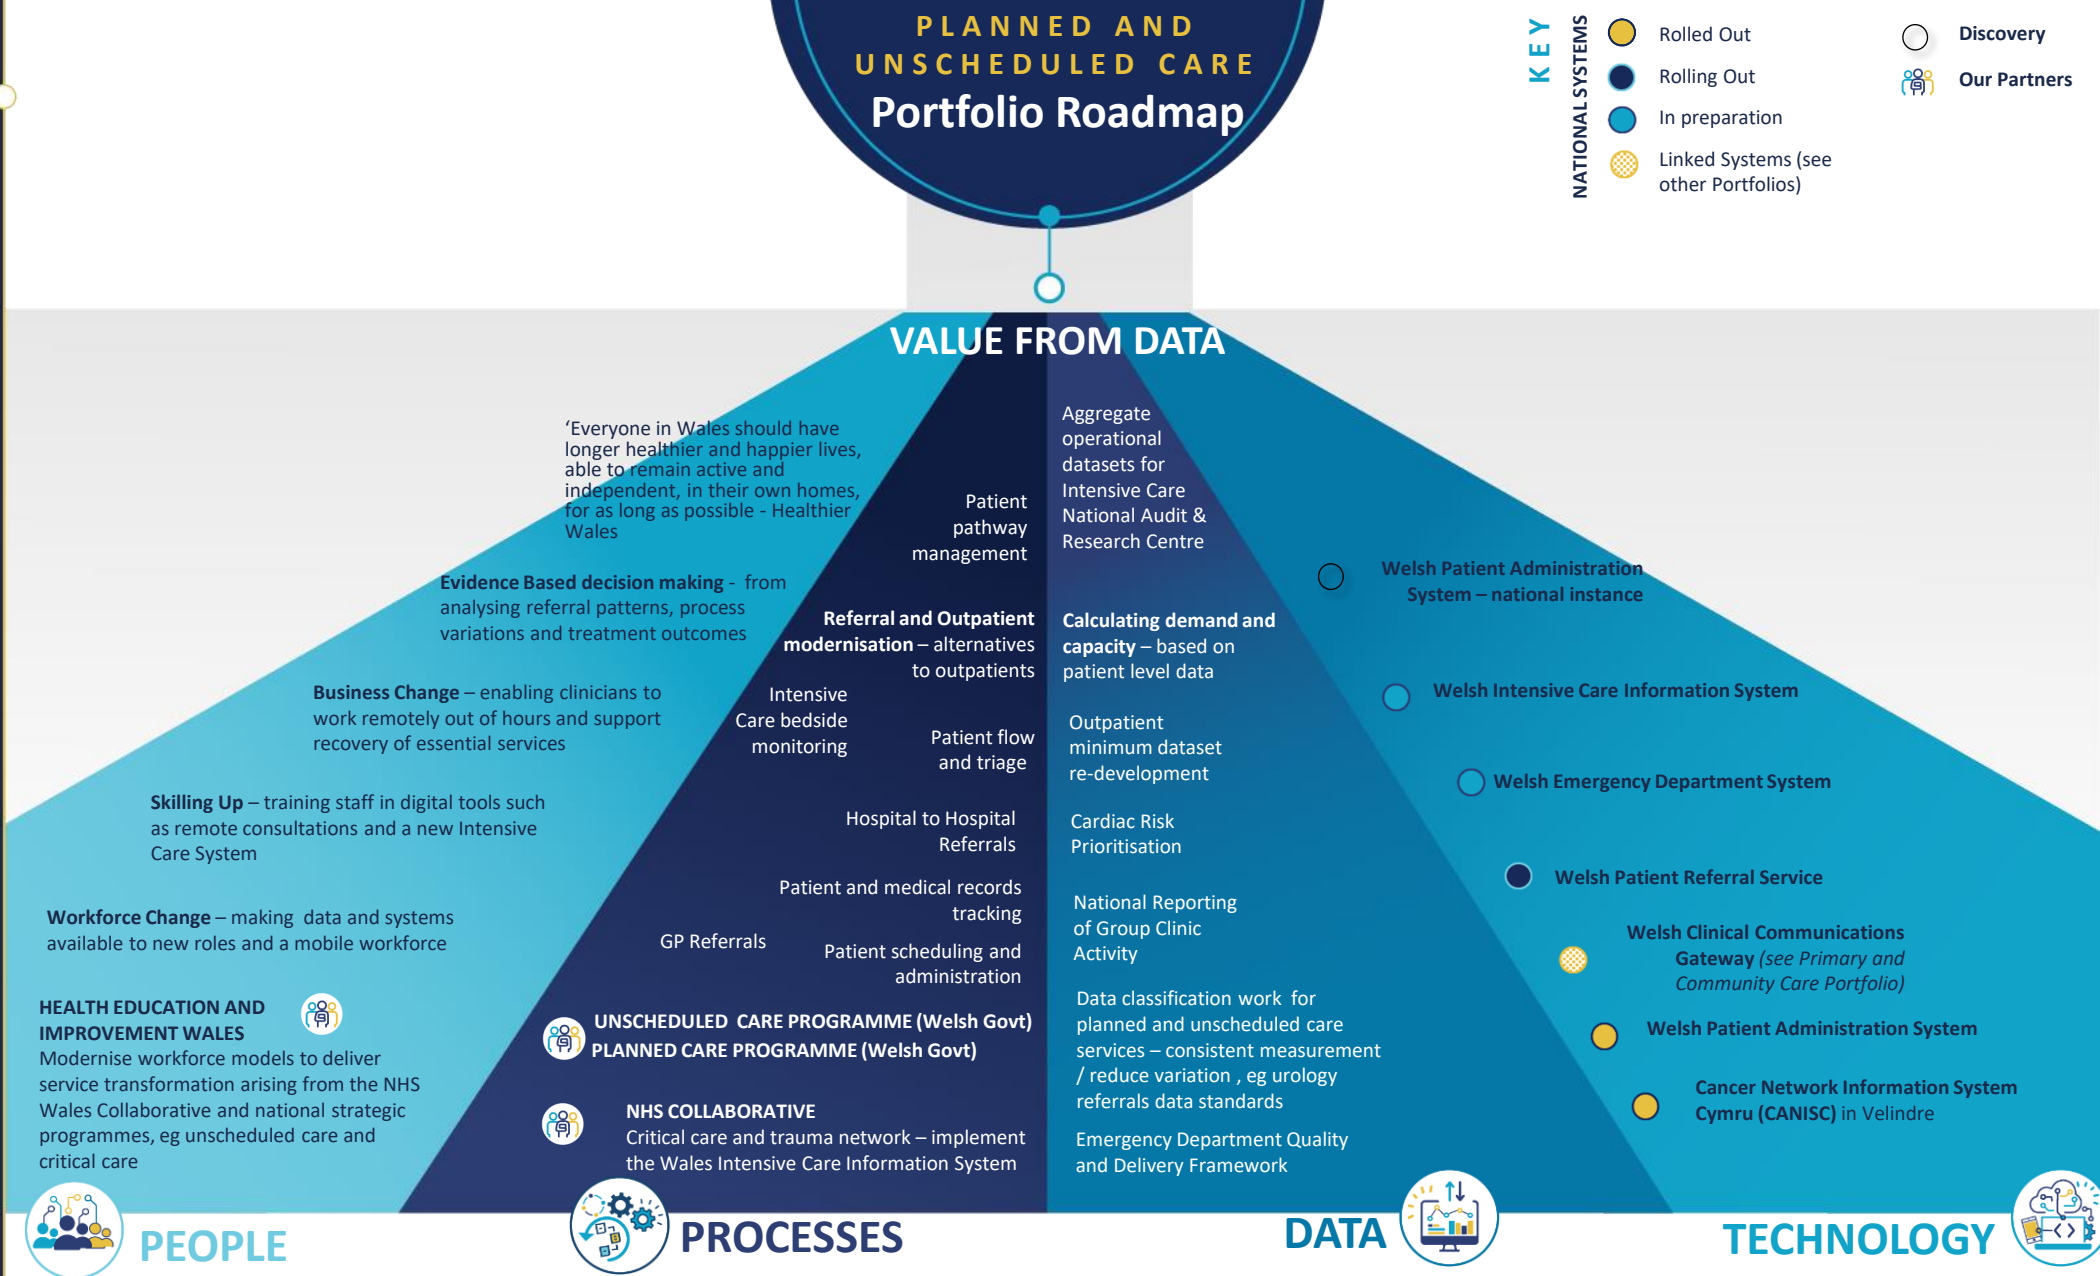 PLANNED AND
UNSCHEDULED CARE
Portfolio Roadmap
KEY
NATIONAL SYSTEMS
Rolled Out
Rolling Out
In preparation
Linked Systems (see
other Portfolios)
Discovery
Our Partners
VALUE FROM DATA
‘Everyone in Wales should have
longer healthier and happier lives,
able to remain active and
independent, in their own homes,
for as long as possible - Healthier
Wales
Evidence Based decision making - from
analysing referral patterns, process
variations and treatment outcomes
Business Change – enabling clinicians to
work remotely out of hours and support
recovery of essential services
Skilling Up – training staff in digital tools such
as remote consultations and a new Intensive
Care System
Workforce Change – making data and systems
available to new roles and a mobile workforce
HEALTH EDUCATION AND
IMPROVEMENT WALES
Modernise workforce models to deliver
service transformation arising from the NHS
Wales Collaborative and national strategic
programmes, eg unscheduled care and
critical care
PEOPLE
Patient
pathway
management
Referral and Outpatient
modernisation – alternatives
to outpatients
Intensive
Care bedside
monitoring
Patient flow
and triage
Hospital to Hospital
Referrals
Patient and medical records
tracking
GP Referrals
Patient scheduling and
administration
UNSCHEDULED CARE PROGRAMME (Welsh Govt)
PLANNED CARE PROGRAMME (Welsh Govt)
NHS COLLABORATIVE
Critical care and trauma network – implement
the Wales Intensive Care Information System
PROCESSES
Aggregate
operational
datasets for
Intensive Care
National Audit &
Research Centre
Calculating demand and
capacity – based on
patient level data
Outpatient
minimum dataset
re-development
Cardiac Risk
Prioritisation
National Reporting
of Group Clinic
Activity
Data classification work for
planned and unscheduled care
services – consistent measurement
/ reduce variation , eg urology
referrals data standards
Emergency Department Quality
and Delivery Framework
DATA
Welsh Patient Administration
System – national instance
Welsh Intensive Care Information System
Welsh Emergency Department System
Welsh Patient Referral Service
Welsh Clinical Communications
Gateway (see Primary and
Community Care Portfolio)
Welsh Patient Administration System
Cancer Network Information System
Cymru (CANISC) in Velindre
TECHNOLOGY